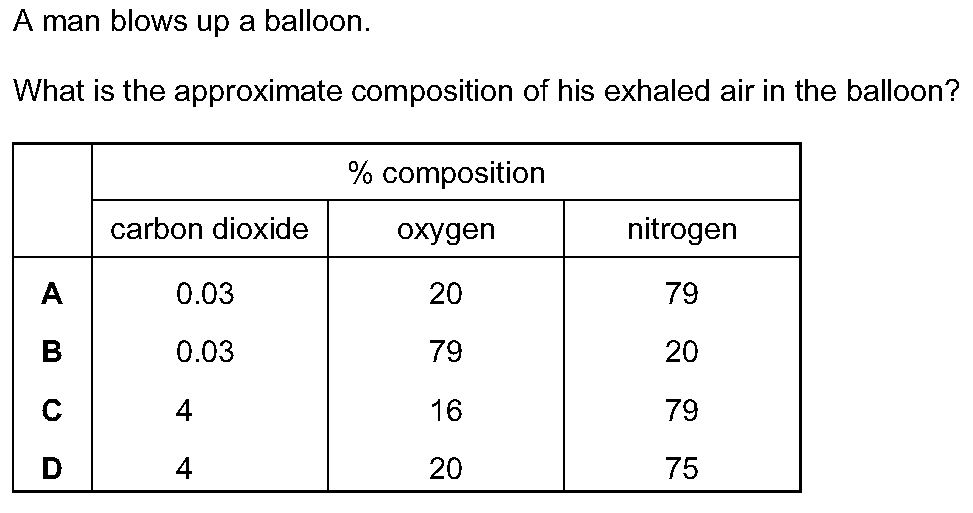 A man blows up a balloon.
What is the approximate composition of his exhaled air in the balloon?
% composition
carbon dioxide oxygen nitrogen
A 0.03 20 79
B 0.03 79 20
C 4 16 79
D 4 20 75